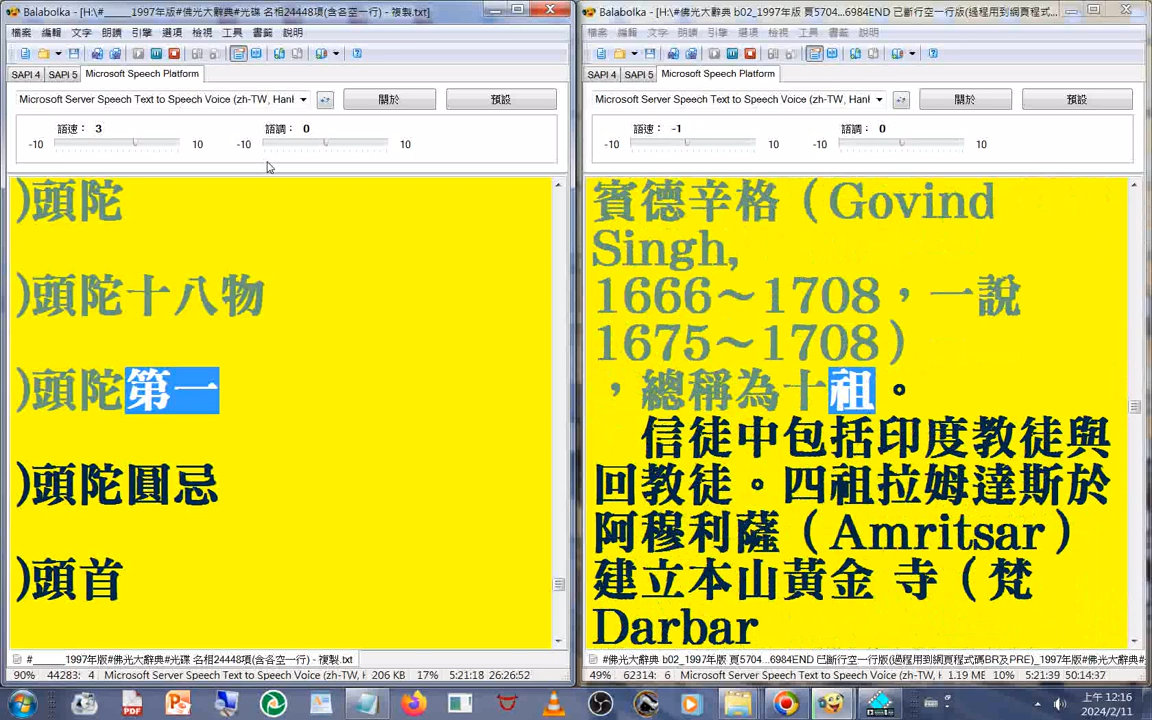 Balabolka - [H:\#_____1997年版#佛光大辭典#光碟 名相24448項(含各空一行) - 複製.txt]
檔案 編輯 文字 朗讀 引擎 選項 檢視 工具 書籤 說明
SAPI 4 SAPI 5 Microsoft Speech Platform
Microsoft Server Speech Text to Speech Voice (zh-TW, Hanl 關於 預設
語速： 3 語調： 0
-10 10 -10 10
)頭陀
)頭陀十八物
)頭陀第一
)頭陀圓忌
)頭首
#_____1997年版#佛光大辭典#光碟 名相24448項(含各空一行) - 複製.txt
90% 44283: 4 Microsoft Server Speech Text to Speech Voice (zh-TW, H 206 KB 17% 5:21:18 26:26:52
Balabolka - [H:\#佛光大辭典 b02_1997年版 頁5704...6984END 已斷行空一行版(過程用到網頁程式...
檔案 編輯 文字 朗讀 引擎 選項 檢視 工具 書籤 說明
SAPI 4 SAPI 5 Microsoft Speech Platform
Microsoft Server Speech Text to Speech Voice (zh-TW, Hanl 關於 預設
語速： -1 語調： 0
-10 10 -10 10
賓德辛格（Govind
Singh,
1666～1708，一說
1675～1708）
，總稱為十祖。
信徒中包括印度教徒與
回教徒。四祖拉姆達斯於
阿穆利薩（Amritsar）
建立本山黃金 寺（梵
Darbar
#佛光大辭典 b02_1997年版 頁5704...6984END 已斷行空一行版(過程用到網頁程式碼BR及PRE)_1997年版#
49% 62314: 6 Microsoft Server Speech Text to Speech Voice (zh-TW, H 1.19 MB 10% 5:21:39 50:14:37
上午 12:16
2024/2/11